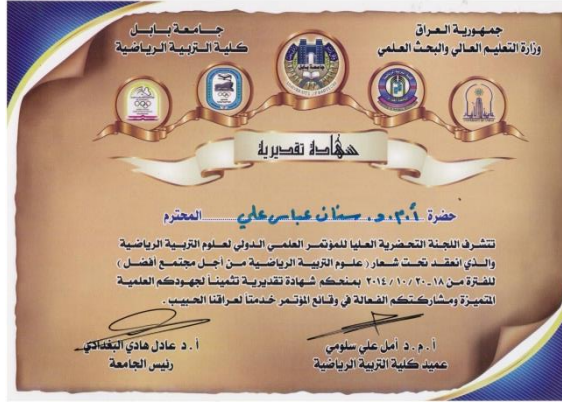 جمهورية العراق
وزارة التعليم العالي والبحث العلمي
جامعة بابل
كلية التربية الرياضية
شهادة تقديرية
حضرة أ.م.د. سنان عباس علي المحترم
تتشرف اللجنة التحضرية العليا للمؤتمر العلمي الدولي لعلوم التربية الرياضية
والذي انعقد تحت شعار ( علوم التربية الرياضية من أجل مجتمع أفضل )
للفترة من ١٨ـ٢٠ /١٠ /٢٠١٤ بمنحكم شهادة تقديرية تثميناً لجهودكم العلمية
المتميزة ومشاركتكم الفعالة في وقائع المؤتمر خدمتاً لعراقنا الحبيب .
أ . م . د أمل علي سلومي
عميد كلية التربية الرياضية
أ . د عادل هادي البغدادي
رئيس الجامعة